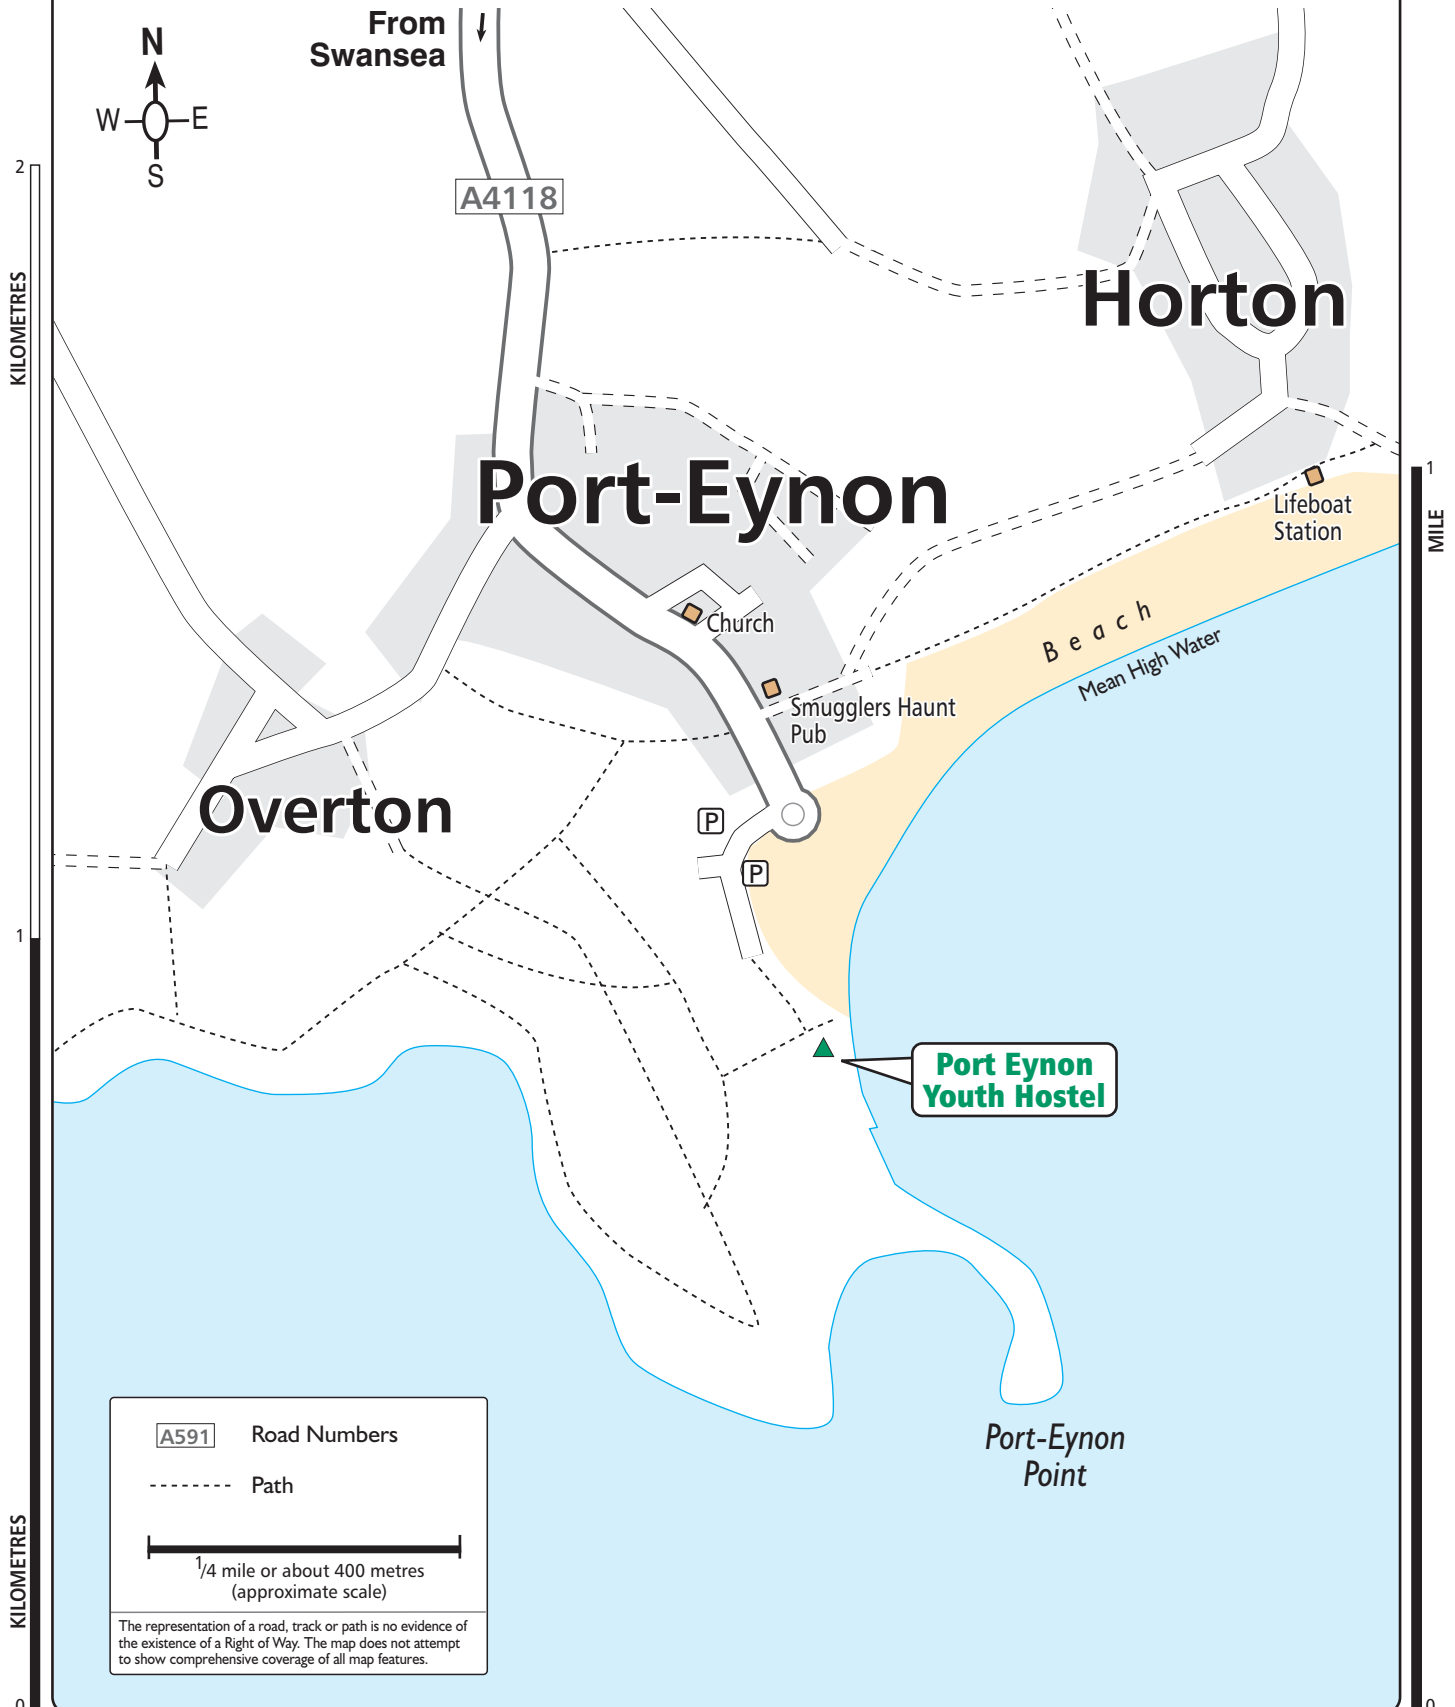 From
Swansea
N
W
E
S
2
A4118
KILOMETRES
Horton
1
MILE
Port-Eynon
Lifeboat
Station
Church
Beach
Mean High Water
Smugglers Haunt
Pub
Overton
P
P
1
Port Eynon
Youth Hostel
Port-Eynon
Point
KILOMETRES
A591 Road Numbers
Path
1/4 mile or about 400 metres
(approximate scale)
The representation of a road, track or path is no evidence of
the existence of a Right of Way. The map does not attempt
to show comprehensive coverage of all map features.
0
0